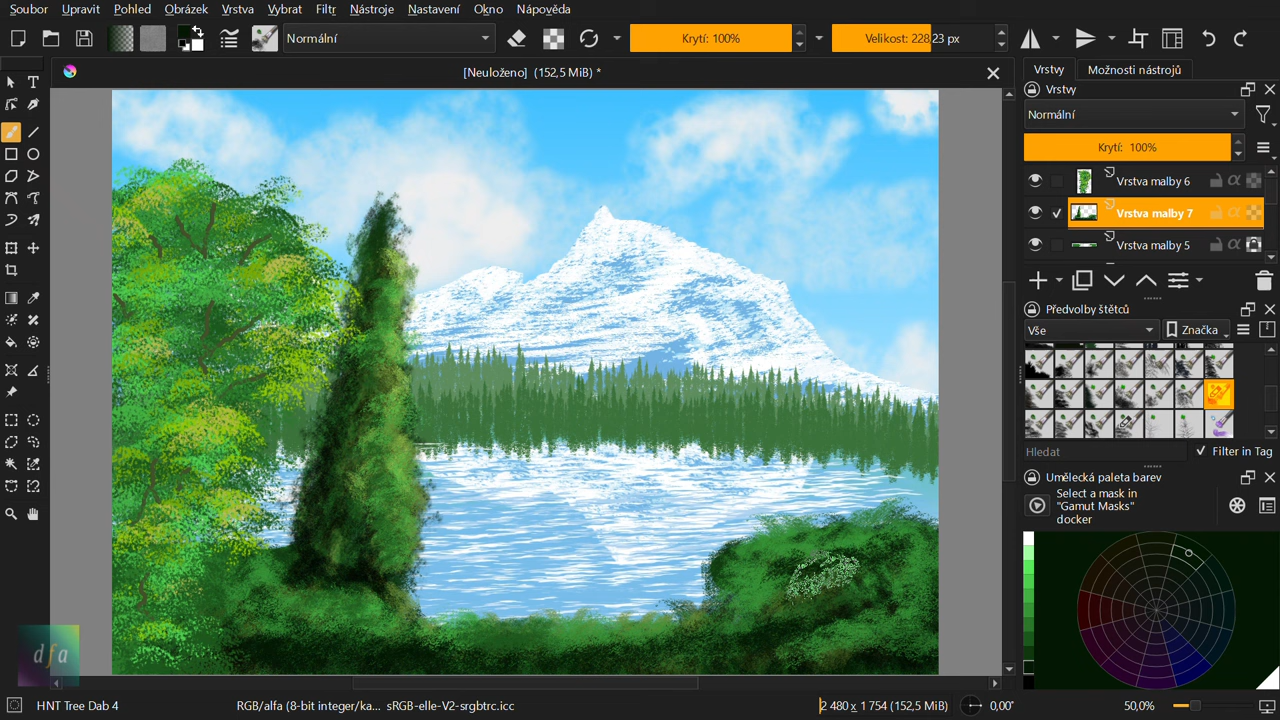 Soubor Upravit Pohled Obrázek Vrstva Vybrat Filtr Nástroje Nastavení Okno Nápověda
Normální Krytí: 100% Velikost: 228,23 px
[Neuloženo] (152,5 MiB) *
Vrstvy Možnosti nástrojů
Vrstvy
Normální
Krytí: 100%
Vrstva malby 6
Vrstva malby 7
Vrstva malby 5
Předvolby štětců
Vše Značka
Hledat Filter in Tag
Umělecká paleta barev
Select a mask in
"Gamut Masks"
docker
dfa
HNT Tree Dab 4 RGB/alfa (8-bit integer/ka... sRGB-elle-V2-srgbtrc.icc 2 480 x 1 754 (152,5 MiB) 0,00° 50,0%